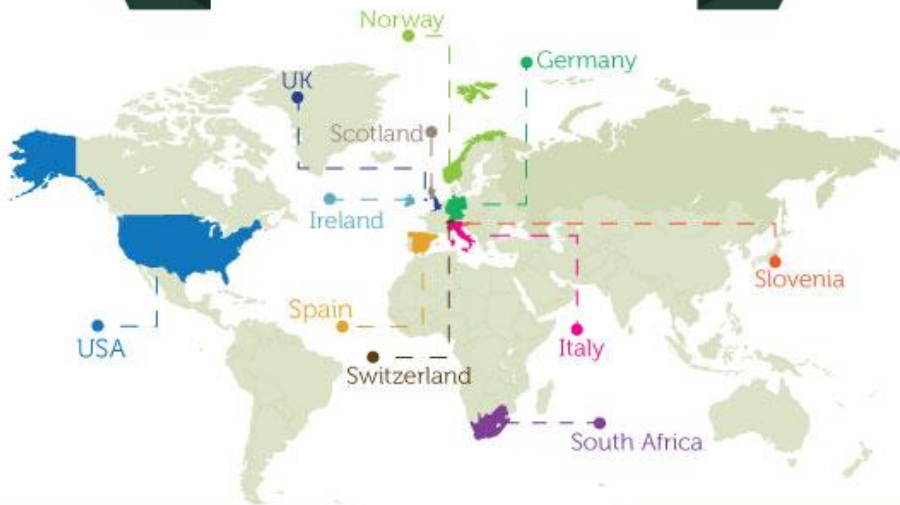 Norway
Germany
UK
Scotland
Ireland
Slovenia
Spain
USA
Italy
Switzerland
South Africa